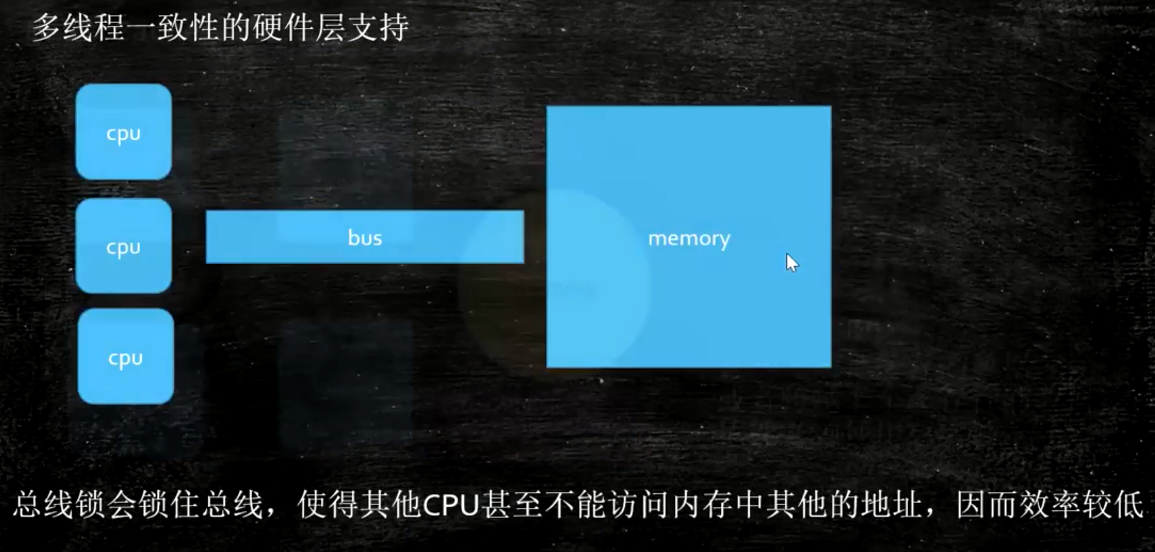 多线程一致性的硬件层支持
cpu
cpu
bus
memory
cpu
总线锁会锁住总线，使得其他CPU甚至不能访问内存中其他的地址，因而效率较低